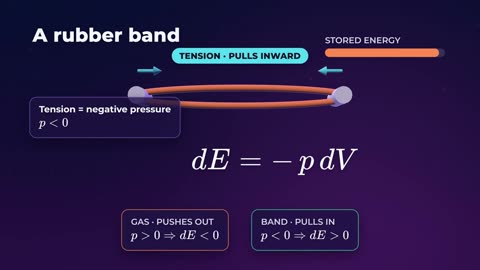 A rubber band
STORED ENERGY
TENSION · PULLS INWARD
Tension = negative pressure
p < 0
dE = − p dV
GAS · PUSHES OUT
p > 0 ⇒ dE < 0
BAND · PULLS IN
p < 0 ⇒ dE > 0